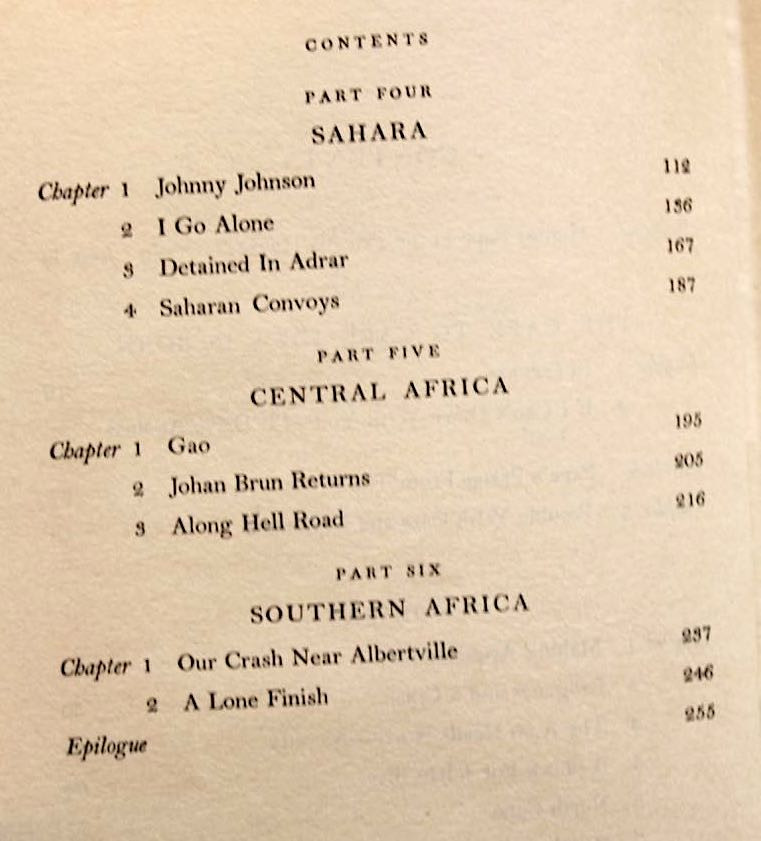 CONTENTS
PART FOUR
SAHARA
Chapter 1 Johnny Johnson 112
2 I Go Alone 136
3 Detained In Adrar 167
4 Saharan Convoys 187
PART FIVE
CENTRAL AFRICA
Chapter 1 Gao 195
2 Johan Brun Returns 205
3 Along Hell Road 216
PART SIX
SOUTHERN AFRICA
Chapter 1 Our Crash Near Albertville 237
2 A Lone Finish 246
Epilogue 255